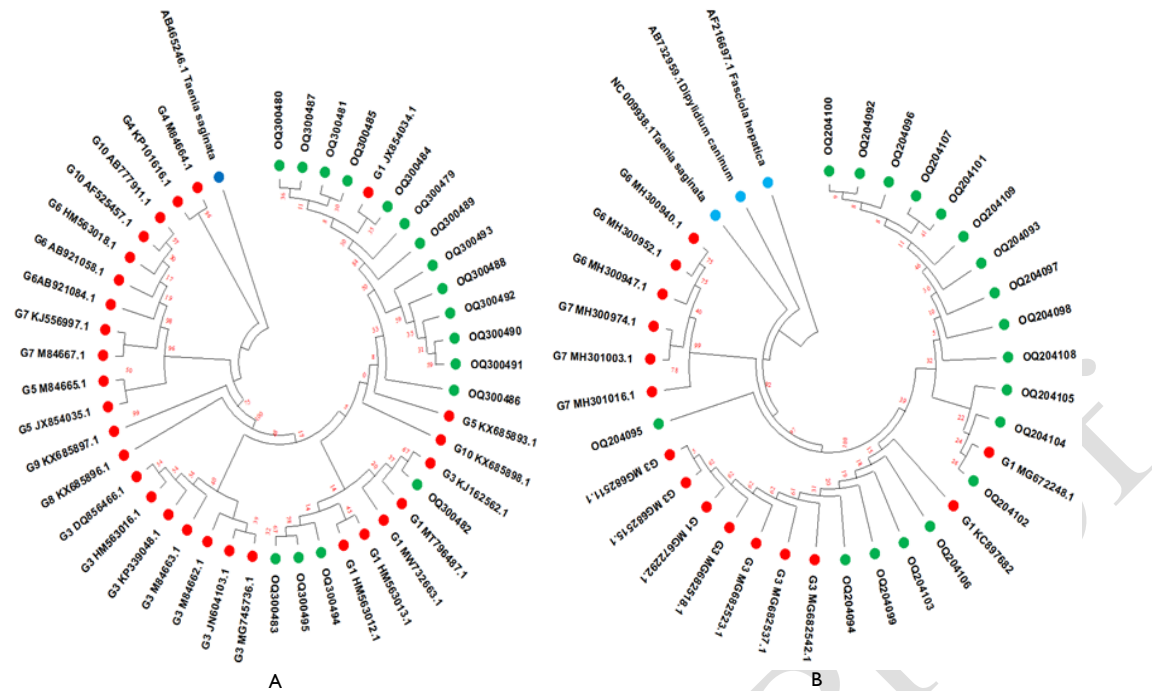 AB465246.1 Taenia saginata
OQ300480
OQ300487
OQ300481
OQ300485
G1 JX854034.1
OQ300484
OQ300479
OQ300489
OQ300493
OQ300488
OQ300492
OQ300490
OQ300491
OQ300486
G5 KX685893.1
G10 KX685898.1
G3 KJ162562.1
OQ300482
G1 MT796487.1
G1 MW732663.1
G1 HM563013.1
G1 HM563012.1
OQ300494
OQ300495
OQ300483
G3 MG745736.1
G3 JN604103.1
G3 M84662.1
G3 M84663.1
G3 KP339048.1
G3 HM563016.1
G3 DQ856466.1
G8 KX685896.1
G9 KX685897.1
G5 JX854035.1
G5 M84665.1
G7 M84667.1
G7 KJ556997.1
G6AB921084.1
G6 AB921058.1
G6 HM563018.1
G10 AF525457.1
G10 AB777911.1
G4 KP101616.1
G4 M84664.1
A
AF216697.1 Fasciola hepatica
AB732959.1Dipylidium caninum
NC 009938.1Taenia saginata
OQ204100
OQ204092
OQ204096
OQ204107
OQ204101
OQ204109
OQ204093
OQ204097
OQ204098
OQ204108
OQ204105
OQ204104
G1 MG672248.1
OQ204102
G1 KC897682
OQ204106
OQ204103
OQ204099
OQ204094
G3 MG682542.1
G3 MG682537.1
G3 MG682523.1
G3 MG682518.1
G1 MG672292.1
G3 MG682515.1
G3 MG682511.1
OQ204095
G7 MH301016.1
G7 MH301003.1
G7 MH300974.1
G6 MH300947.1
G6 MH300952.1
G6 MH300940.1
B